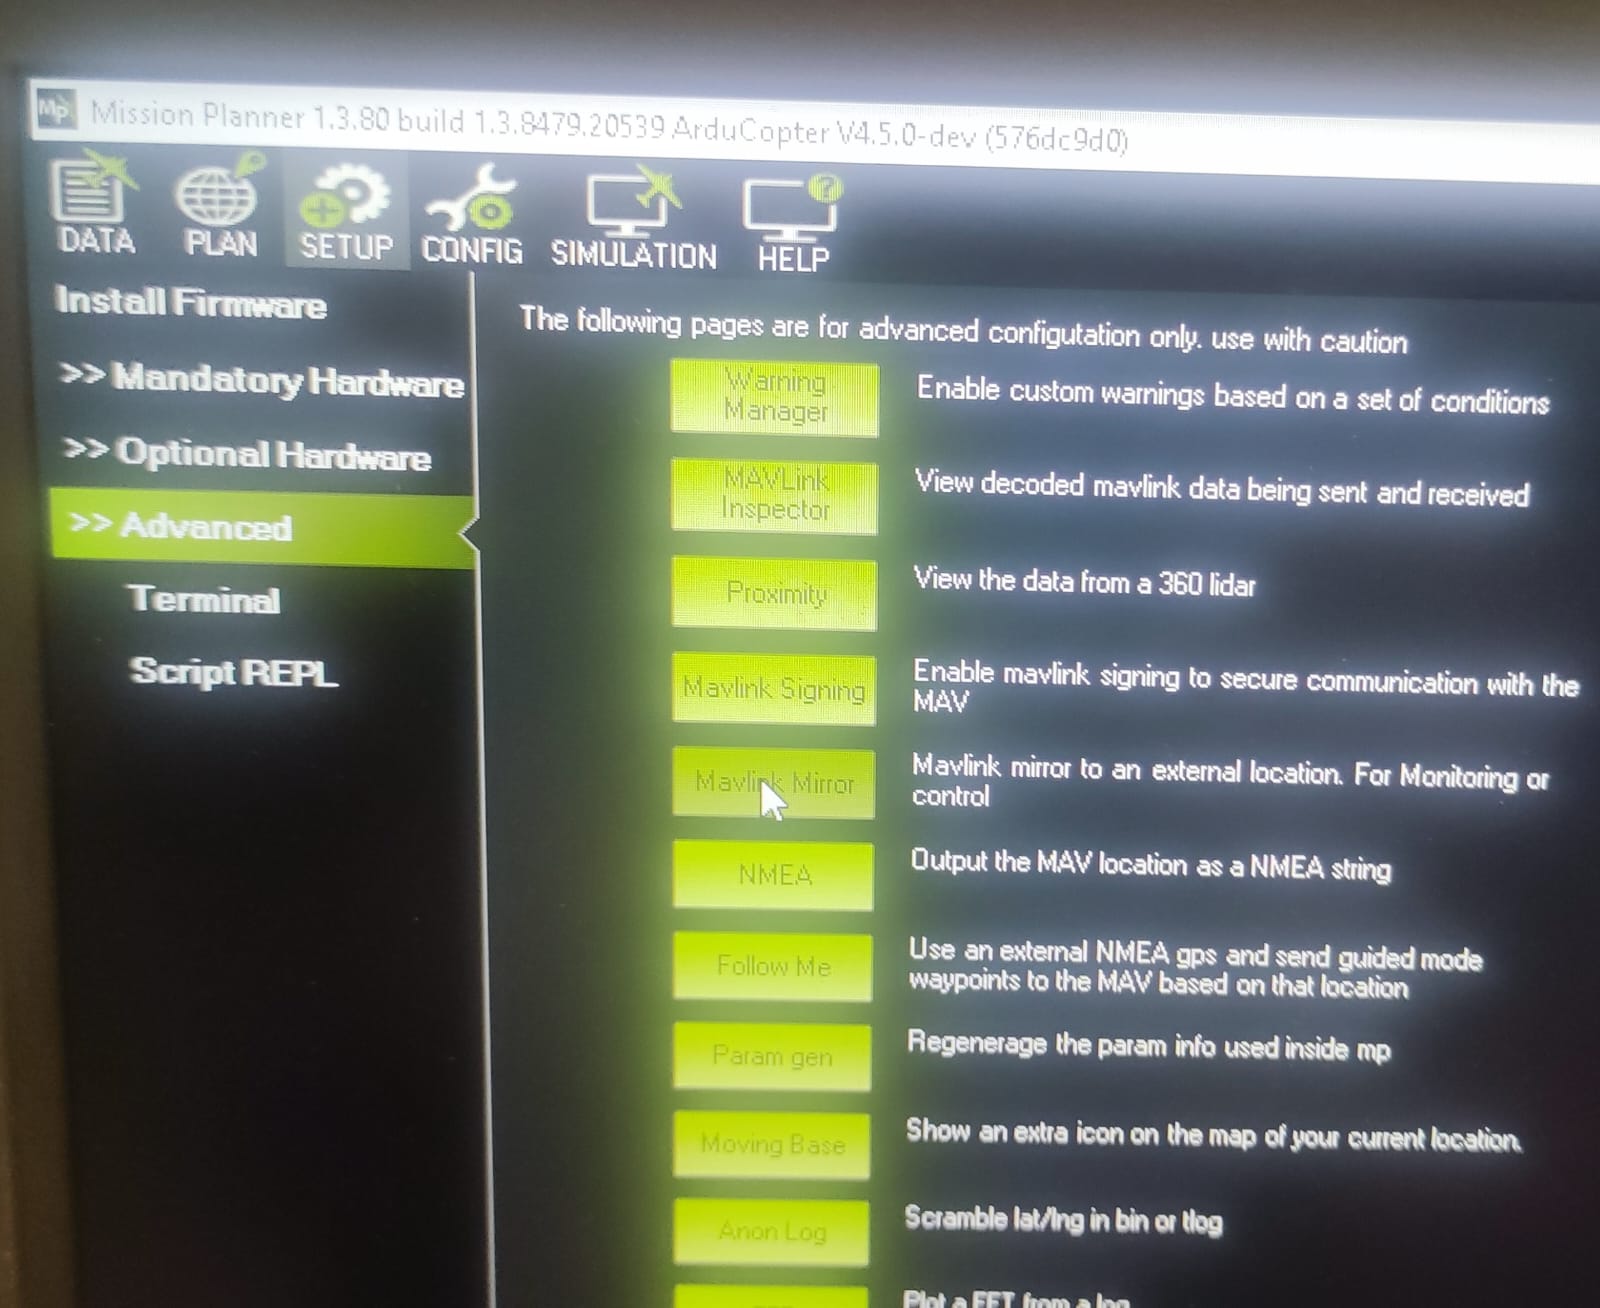 Mp Mission Planner 1.3.80 build 1.3.8479.20539 ArduCopter V4.5.0-dev (576dc9d0)
DATA PLAN SETUP CONFIG SIMULATION HELP
Install Firmware
>> Mandatory Hardware
>> Optional Hardware
>> Advanced
Terminal
Script REPL
The following pages are for advanced configutation only. use with caution
Warning
Manager
Enable custom warnings based on a set of conditions
MAVLink
Inspector
View decoded mavlink data being sent and received
Proximity
View the data from a 360 lidar
Mavlink Signing
Enable mavlink signing to secure communication with the
MAV
Mavlink Mirror
Mavlink mirror to an external location. For Monitoring or
control
NMEA
Output the MAV location as a NMEA string
Follow Me
Use an external NMEA gps and send guided mode
waypoints to the MAV based on that location
Param gen
Regenerage the param info used inside mp
Moving Base
Show an extra icon on the map of your current location.
Anon Log
Scramble lat/lng in bin or tlog
Plot a FFT from a log